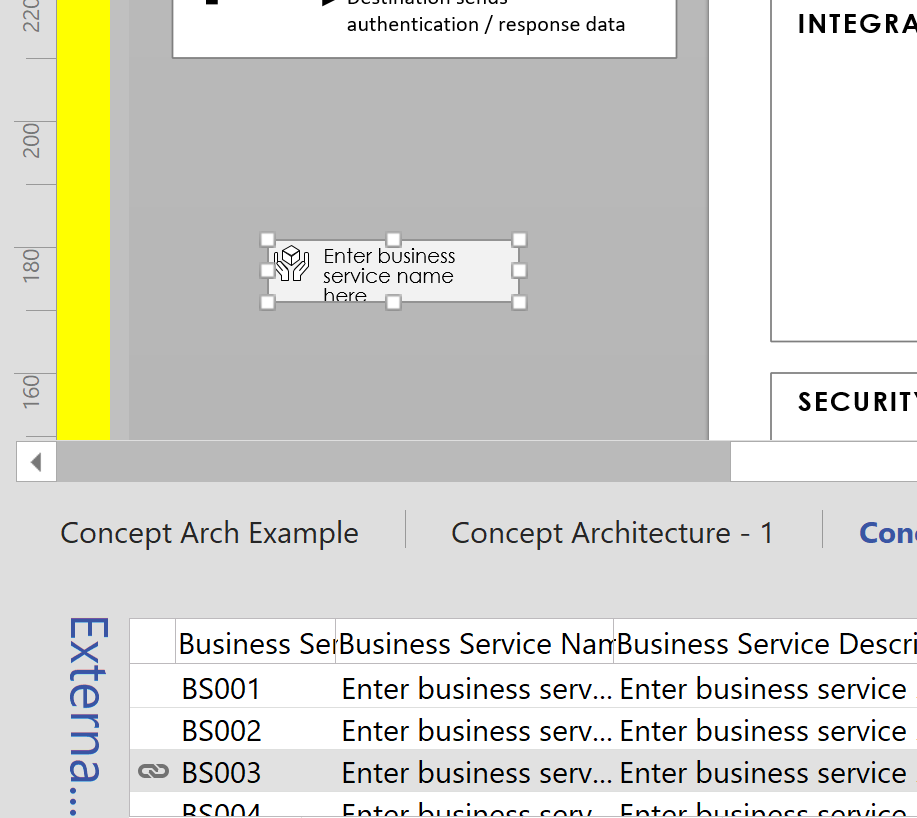 220
Destination sends
authentication / response data
INTEGRA
200
180
Enter business
service name
here
160
SECURITY
Concept Arch Example
Concept Architecture - 1
Conc
Externa...
Business Ser
Business Service Nam
Business Service Descri
BS001
Enter business serv...
Enter business service
BS002
Enter business serv...
Enter business service
BS003
Enter business serv...
Enter business service
BS004
Enter business serv
Enter business service